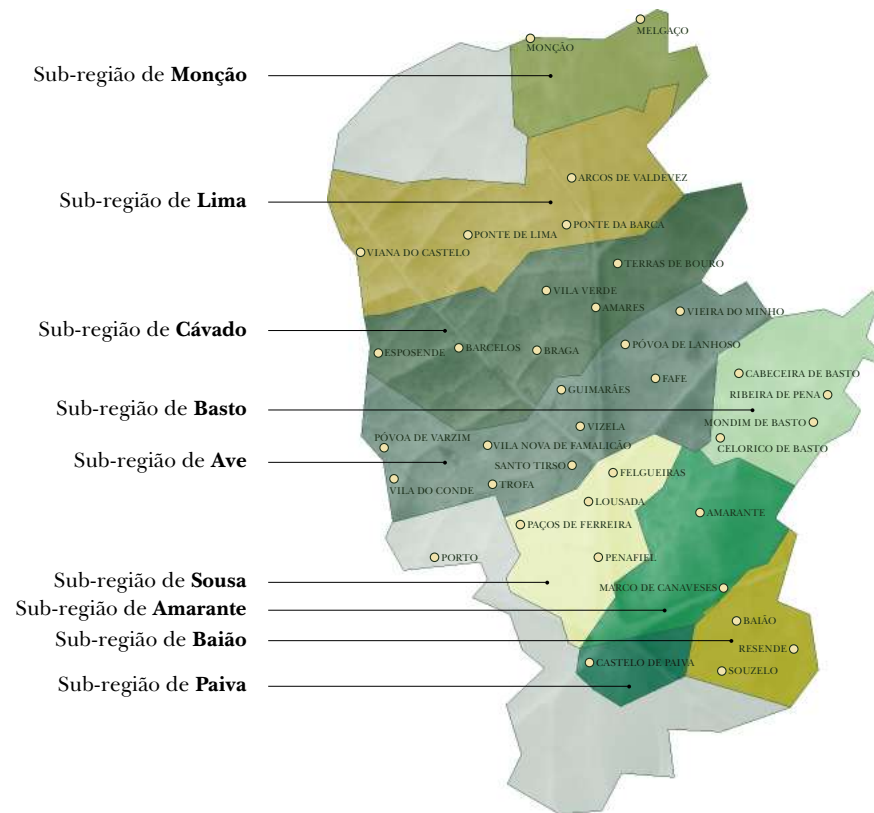 MELGAÇO
MONÇÃO
Sub-região de Monção
ARCOS DE VALDEVEZ
Sub-região de Lima
PONTE DA BARCA
PONTE DE LIMA
VIANA DO CASTELO
TERRAS DE BOURO
VILA VERDE
AMARES
VIEIRA DO MINHO
Sub-região de Cávado
PÓVOA DE LANHOSO
BARCELOS
BRAGA
ESPOSENDE
CABECEIRA DE BASTO
FAFE
GUIMARÃES
RIBEIRA DE PENA
Sub-região de Basto
MONDIM DE BASTO
VIZELA
PÓVOA DE VARZIM
VILA NOVA DE FAMALICÃO
CELORICO DE BASTO
Sub-região de Ave
SANTO TIRSO
FELGUEIRAS
VILA DO CONDE
TROFA
LOUSADA
AMARANTE
PAÇOS DE FERREIRA
PORTO
PENAFIEL
Sub-região de Sousa
MARCO DE CANAVESES
Sub-região de Amarante
BAIÃO
Sub-região de Baião
RESENDE
CASTELO DE PAIVA
SOUZELO
Sub-região de Paiva